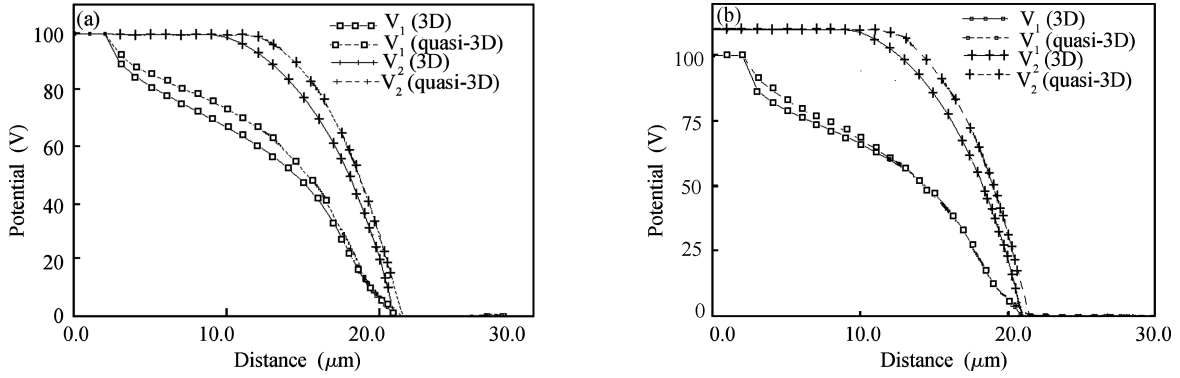 (a)
V1 (3D)
V1 (quasi-3D)
V2 (3D)
V2 (quasi-3D)
100
80
60
40
20
0
Potential (V)
0.0
10.0
20.0
30.0
Distance (μm)
(b)
V1 (3D)
V1 (quasi-3D)
V2 (3D)
V2 (quasi-3D)
100
75
50
25
0
Potential (V)
0.0
10.0
20.0
30.0
Distance (μm)